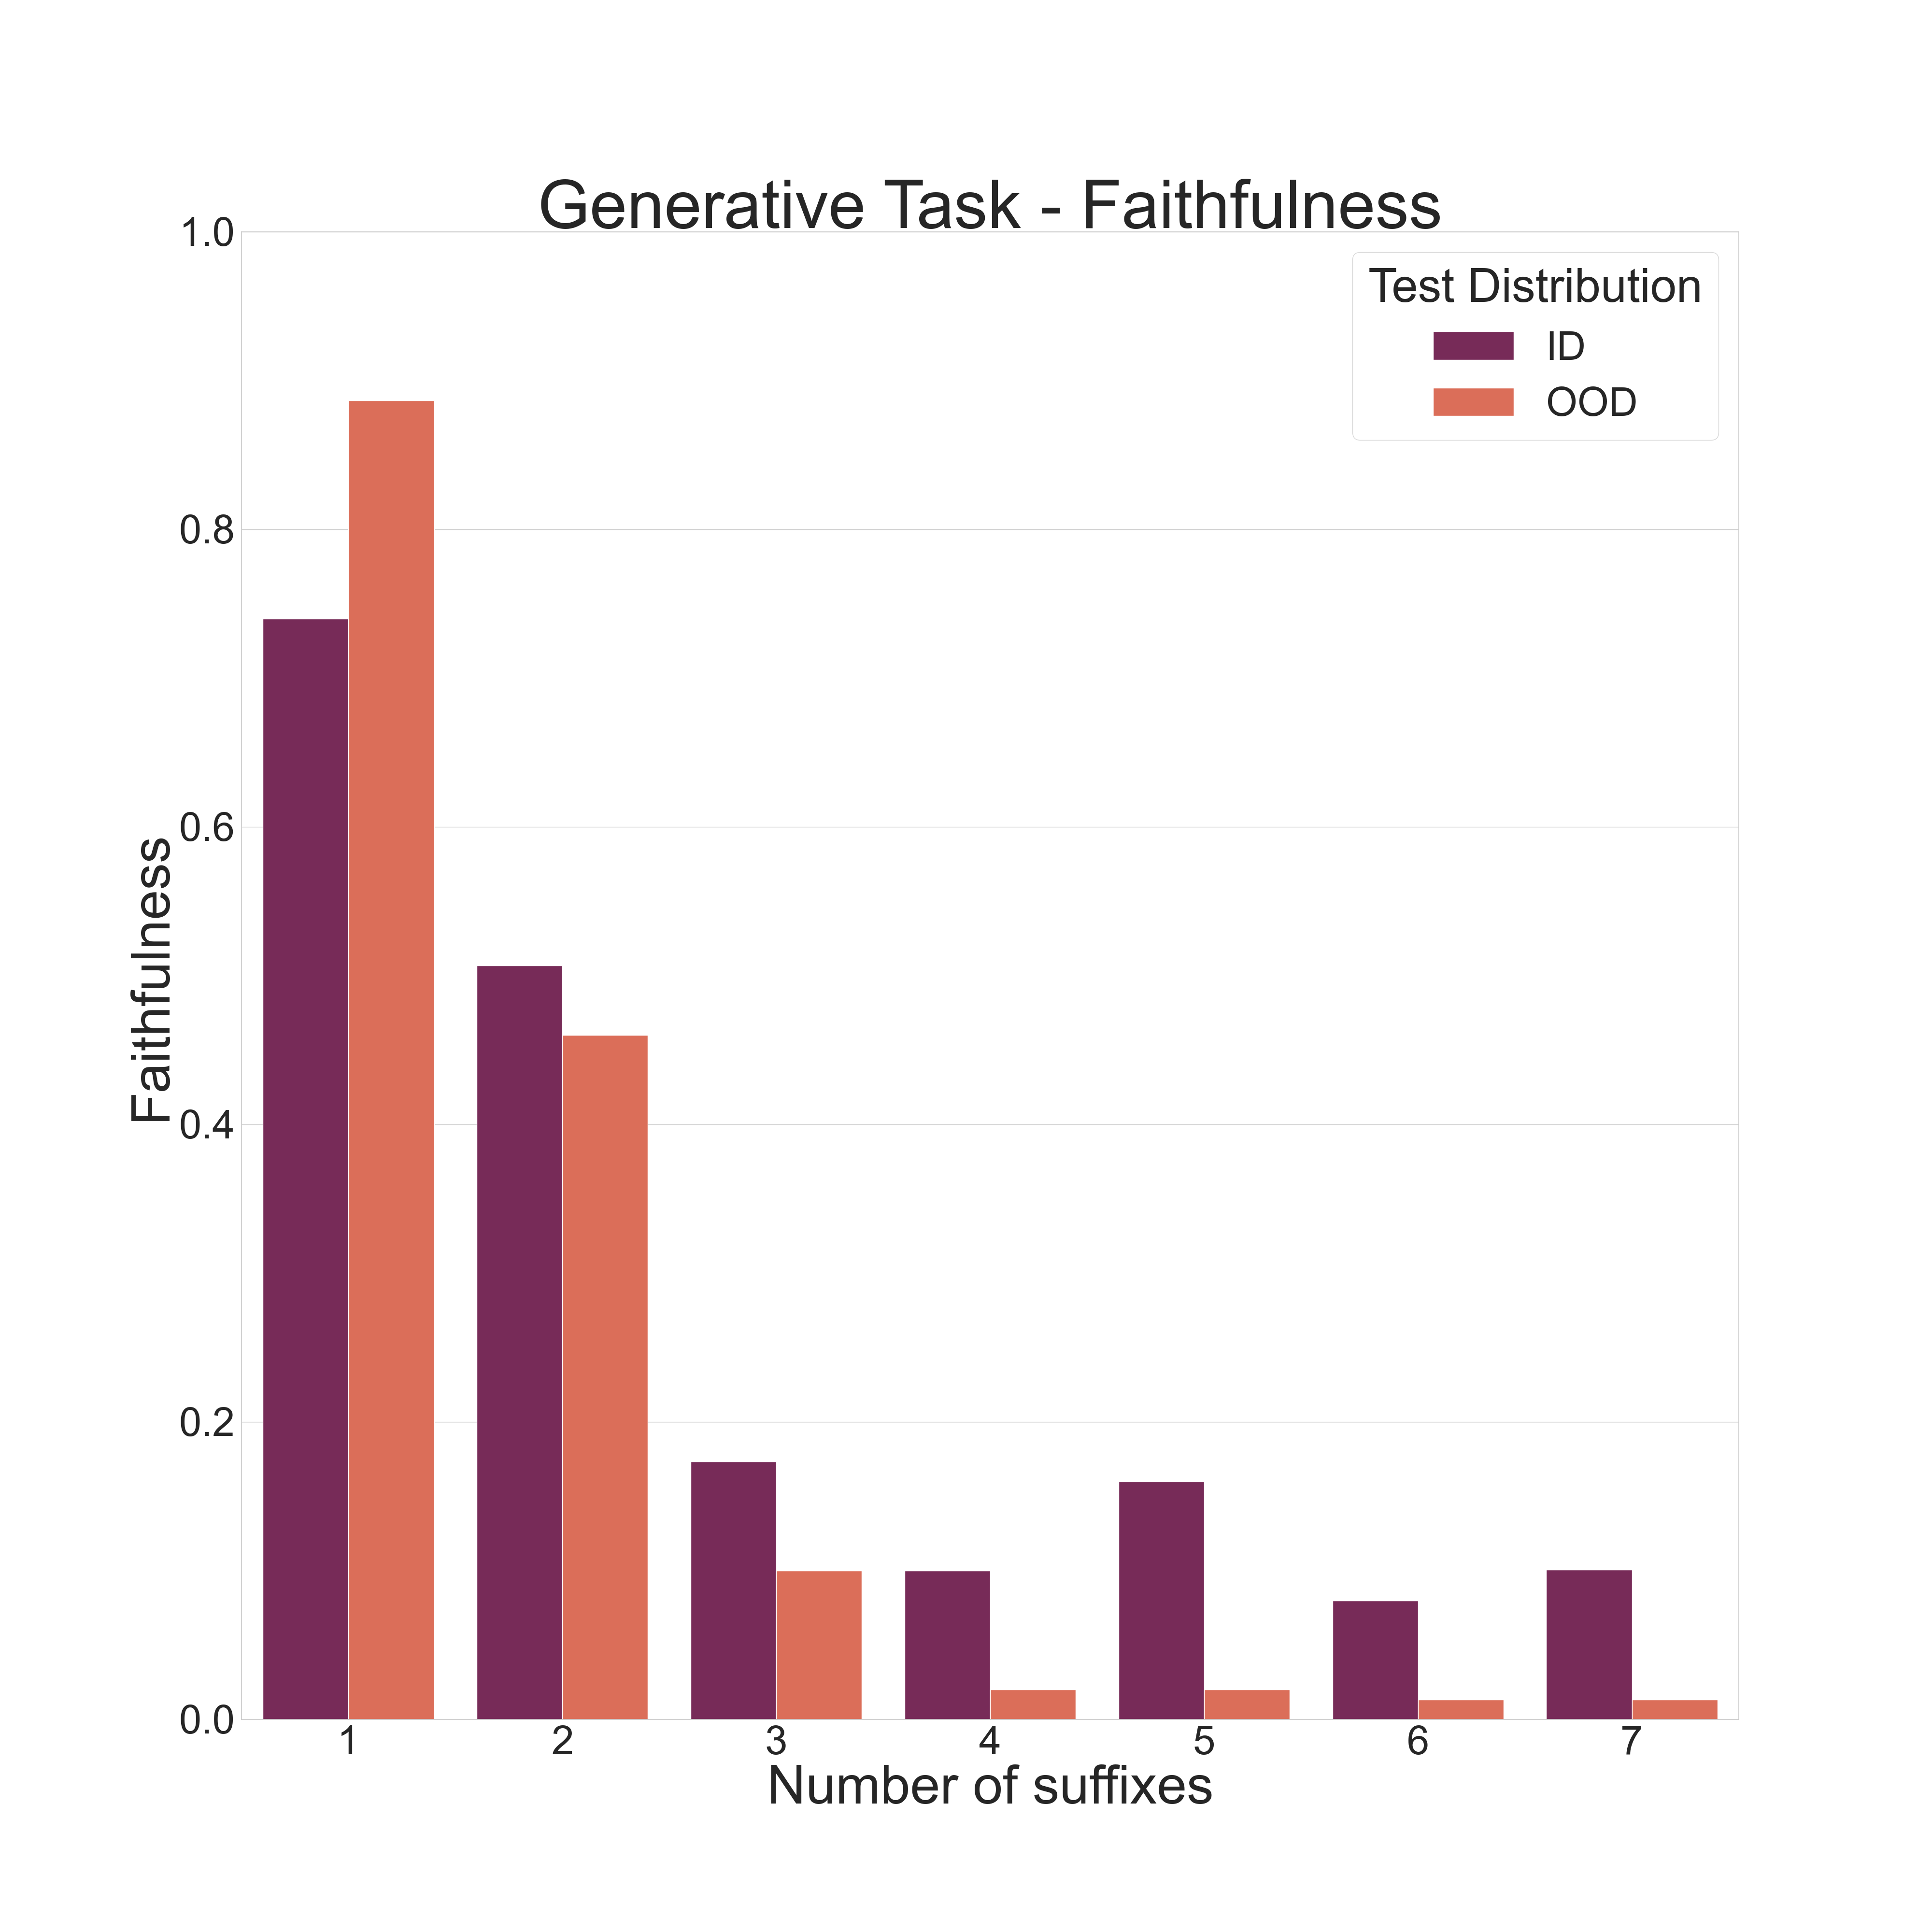 Generative Task - Faithfulness
Test Distribution
ID
OOD
1.0
0.8
0.6
0.4
0.2
0.0
Faithfulness
1 2 3 4 5 6 7
Number of suffixes